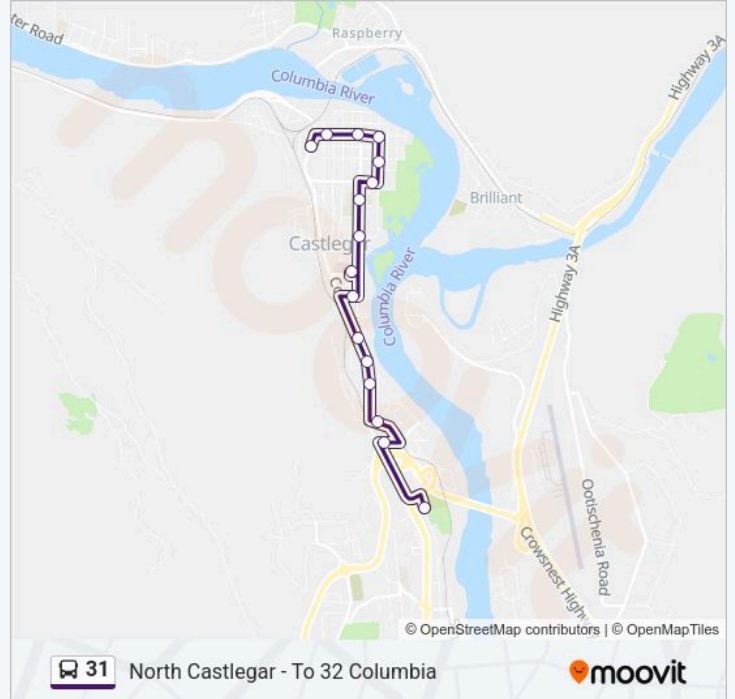 ter Road
Raspberry
Columbia River
Highway 3A
Brilliant
Castlegar
Columbia River
Highway 3A
Ootischenia Road
Crowsnest Highw
© OpenStreetMap contributors | © OpenMapTiles
31 North Castlegar - To 32 Columbia
moovit